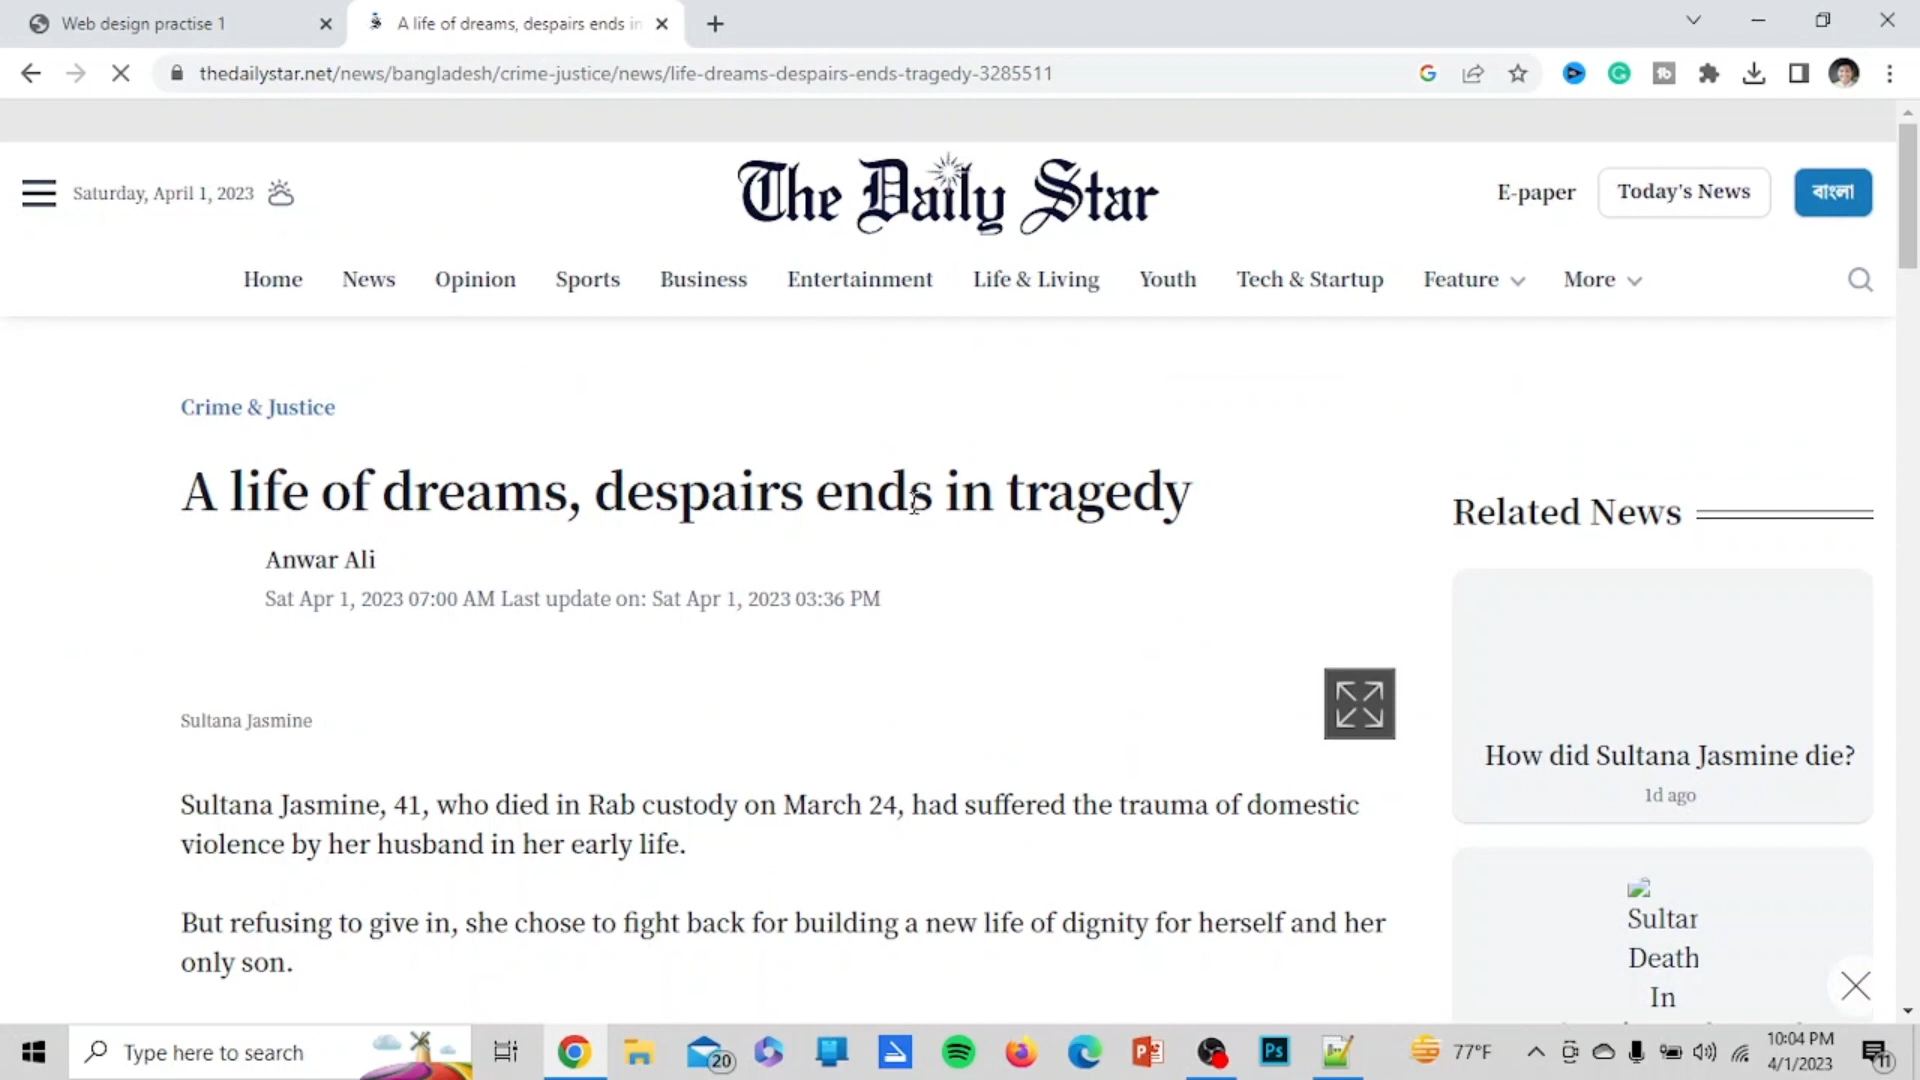 Web design practise 1
A life of dreams, despairs ends in
thedailystar.net/news/bangladesh/crime-justice/news/life-dreams-despairs-ends-tragedy-3285511
Saturday, April 1, 2023
The Daily Star
E-paper
Today's News
বাংলা
Home News Opinion Sports Business Entertainment Life & Living Youth Tech & Startup Feature More
Crime & Justice
A life of dreams, despairs ends in tragedy
Anwar Ali
Sat Apr 1, 2023 07:00 AM Last update on: Sat Apr 1, 2023 03:36 PM
Sultana Jasmine
Sultana Jasmine, 41, who died in Rab custody on March 24, had suffered the trauma of domestic
violence by her husband in her early life.
But refusing to give in, she chose to fight back for building a new life of dignity for herself and her
only son.
Related News
How did Sultana Jasmine die?
1d ago
Sultar
Death
In
Type here to search
20
Ps
77°F
10:04 PM
4/1/2023
11